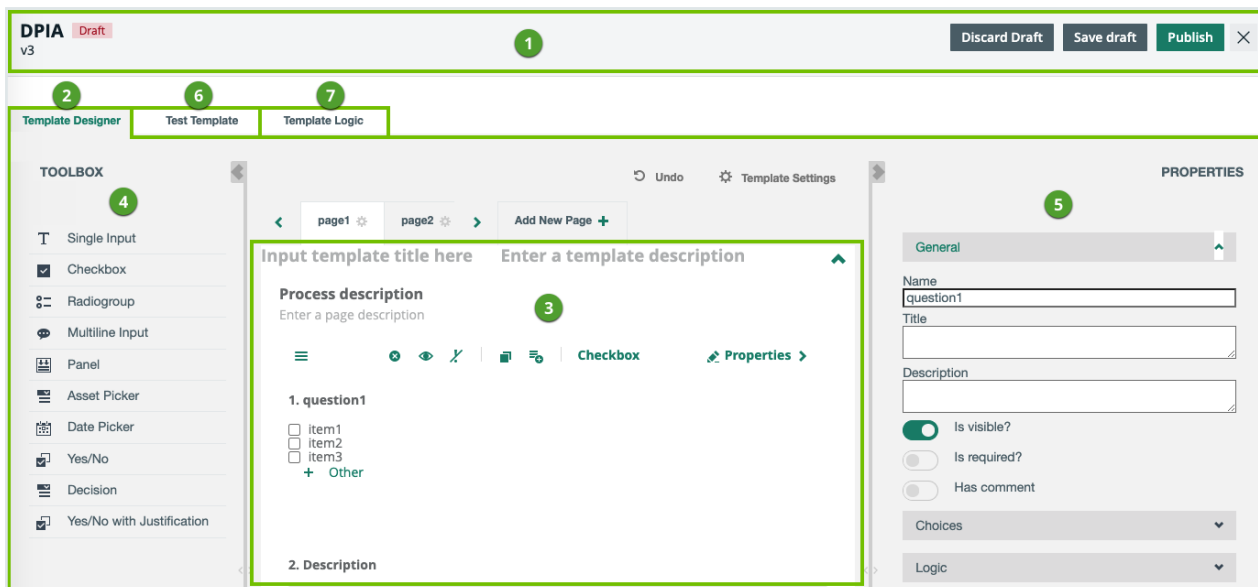 DPIA Draft
v3
1
Discard Draft Save draft Publish
2 6 7
Template Designer Test Template Template Logic
TOOLBOX
4
Single Input
Checkbox
Radiogroup
Multiline Input
Panel
Asset Picker
Date Picker
Yes/No
Decision
Yes/No with Justification
Undo Template Settings
page1 page2 Add New Page +
Input template title here Enter a template description
Process description
Enter a page description
3
Checkbox Properties
1. question1
item1
item2
item3
+ Other
2. Description
PROPERTIES
5
General
Name
question1
Title
Description
Is visible?
Is required?
Has comment
Choices
Logic